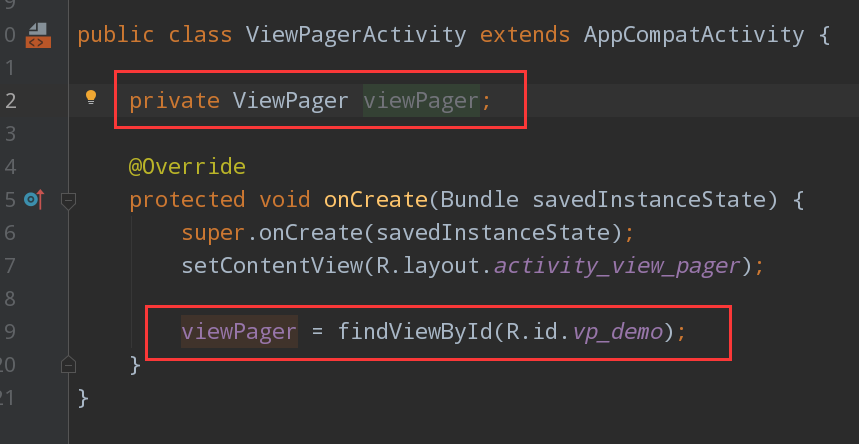 9
0 public class ViewPagerActivity extends AppCompatActivity {
1
2 private ViewPager viewPager;
3
4 @Override
5 protected void onCreate(Bundle savedInstanceState) {
6 super.onCreate(savedInstanceState);
7 setContentView(R.layout.activity_view_pager);
8
9 viewPager = findViewById(R.id.vp_demo);
20 }
21 }